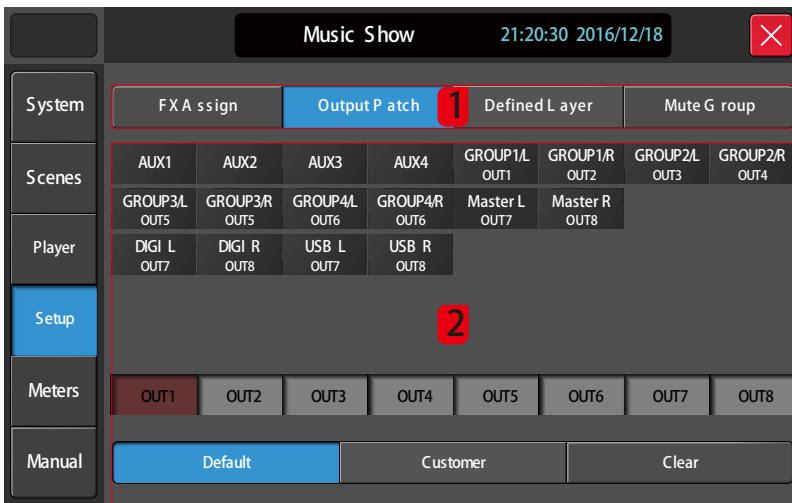 Music Show 21:20:30 2016/12/18
System
Scenes
Player
Setup
Meters
Manual
FX Assign Output Patch 1 Defined Layer Mute Group
AUX1 AUX2 AUX3 AUX4 GROUP1/L GROUP1/R GROUP2/L GROUP2/R
OUT1 OUT2 OUT3 OUT4
GROUP3/L GROUP3/R GROUP4/L GROUP4/R Master L Master R
OUT5 OUT5 OUT6 OUT6 OUT7 OUT8
DIGI L DIGI R USB L USB R
OUT7 OUT8 OUT7 OUT8
2
OUT1 OUT2 OUT3 OUT4 OUT5 OUT6 OUT7 OUT8
Default Customer Clear